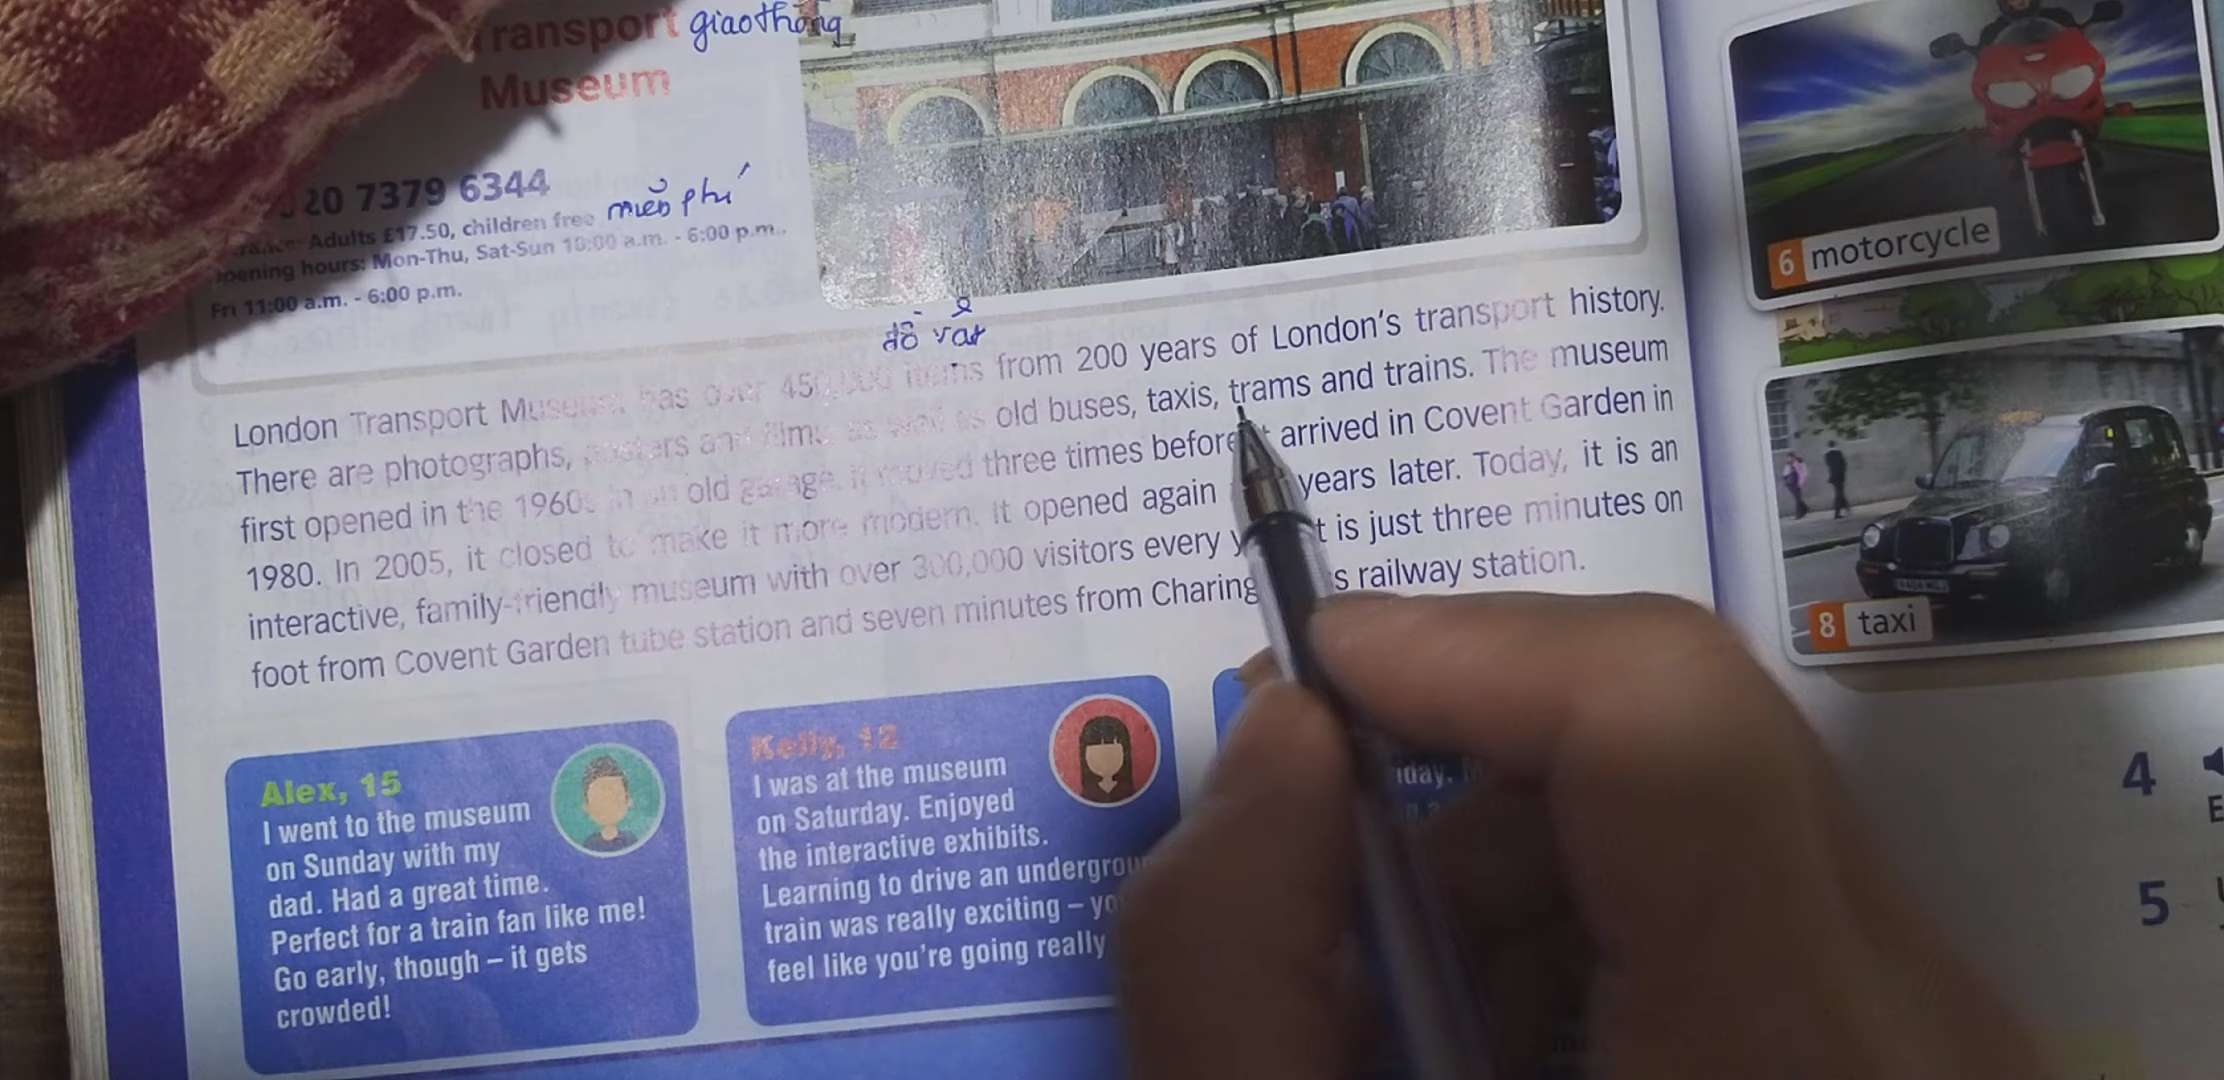 Transport giao thông
Museum
20 7379 6344
Adults £17.50, children free miễn phí
opening hours: Mon-Thu, Sat-Sun 10:00 a.m. - 6:00 p.m.,
Fri 11:00 a.m. - 6:00 p.m.
đồ vật
London Transport Museum has over 450,000 items from 200 years of London's transport history.
There are photographs, posters and films as well as old buses, taxis, trams and trains. The museum
first opened in the 1960s in an old garage. It moved three times before arrived in Covent Garden in
1980. In 2005, it closed to make it more modern. It opened again years later. Today, it is an
interactive, family-friendly museum with over 300,000 visitors every is just three minutes on
foot from Covent Garden tube station and seven minutes from Charing railway station.
Alex, 15
I went to the museum
on Sunday with my
dad. Had a great time.
Perfect for a train fan like me!
Go early, though – it gets
crowded!
Kelly, 12
I was at the museum
on Saturday. Enjoyed
the interactive exhibits.
Learning to drive an undergrou
train was really exciting –
feel like you're going really
iday.
6 motorcycle
8 taxi
4
5